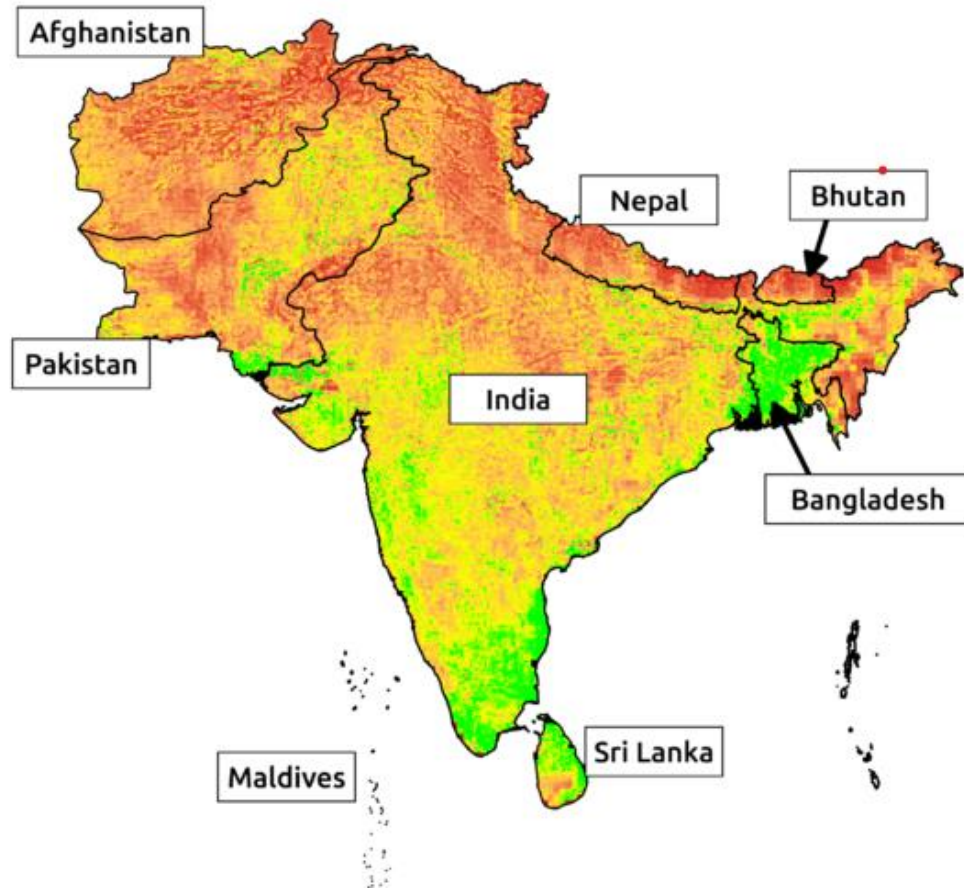 Afghanistan
Nepal
Bhutan
Pakistan
India
Bangladesh
Sri Lanka
Maldives